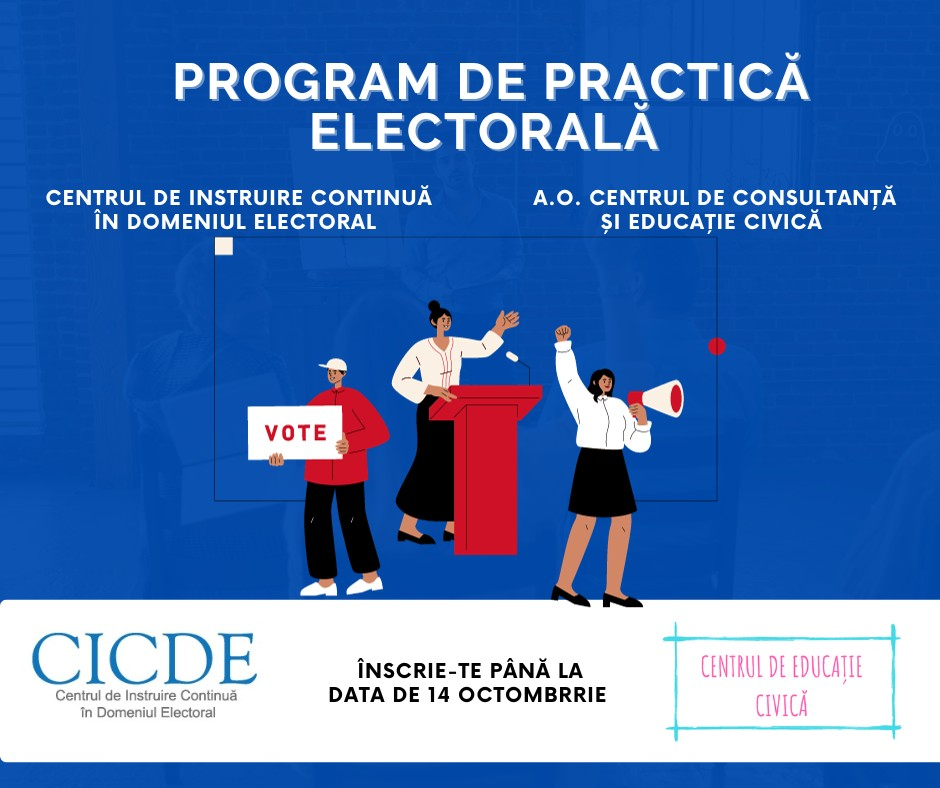 PROGRAM DE PRACTICĂ
ELECTORALĂ
CENTRUL DE INSTRUIRE CONTINUĂ
ÎN DOMENIUL ELECTORAL
A.O. CENTRUL DE CONSULTANȚĂ
ȘI EDUCAȚIE CIVICĂ
VOTE
CICDE
Centrul de Instruire Continuă
în Domeniul Electoral
ÎNSCRIE-TE PÂNĂ LA
DATA DE 14 OCTOMBRRIE
CENTRUL DE EDUCAȚIE
CIVICĂ